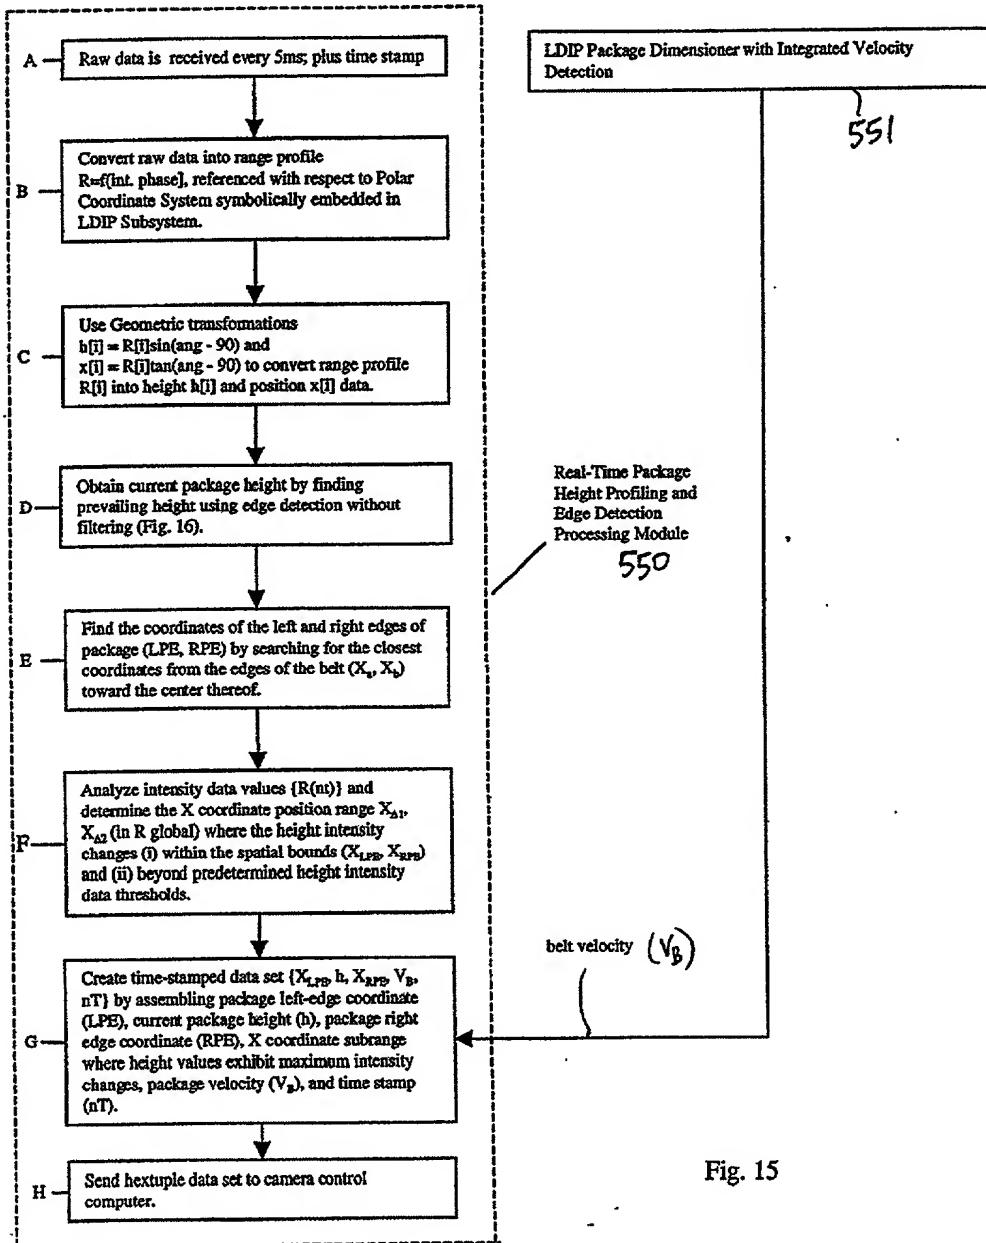 A
Raw data is received every 5ms; plus time stamp
B
Convert raw data into range profile
R=f[int. phase], referenced with respect to Polar
Coordinate System symbolically embedded in
LDIP Subsystem.
C
Use Geometric transformations
h[i] = R[i]sin(ang - 90) and
x[i] = R[i]tan(ang - 90) to convert range profile
R[i] into height h[i] and position x[i] data.
D
Obtain current package height by finding
prevailing height using edge detection without
filtering (Fig. 16).
E
Find the coordinates of the left and right edges of
package (LPE, RPE) by searching for the closest
coordinates from the edges of the belt (Xa, Xb)
toward the center thereof.
F
Analyze intensity data values {R(nt)} and
determine the X coordinate position range XΔ1,
XΔ2 (in R global) where the height intensity
changes (i) within the spatial bounds (XLPE, XRPE)
and (ii) beyond predetermined height intensity
data thresholds.
G
Create time-stamped data set {XLPE, h, XRPE, VB,
nT} by assembling package left-edge coordinate
(LPE), current package height (h), package right
edge coordinate (RPE), X coordinate subrange
where height values exhibit maximum intensity
changes, package velocity (VB), and time stamp
(nT).
H
Send hextuple data set to camera control
computer.
LDIP Package Dimensioner with Integrated Velocity
Detection
551
Real-Time Package
Height Profiling and
Edge Detection
Processing Module
550
belt velocity (VB)
Fig. 15